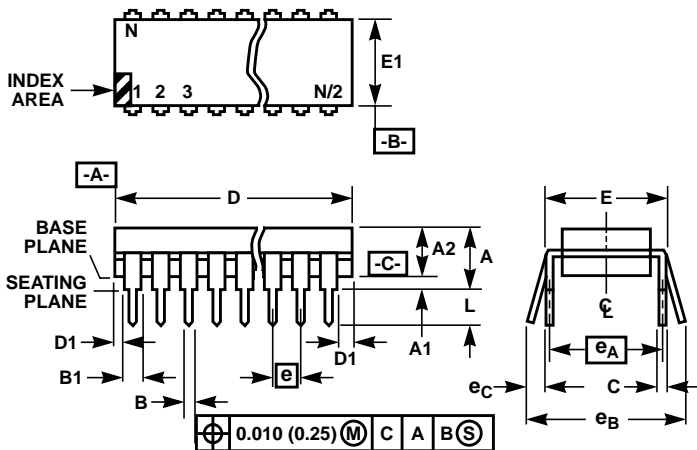 N
E1
INDEX
AREA
1 2 3 N/2
-B-
-A-
D
E
BASE
PLANE
A2
A
-C-
SEATING
PLANE
L
C
L
D1
A1
D1
eA
B1
e
eC
C
B
eB
0.010 (0.25) M C A B S